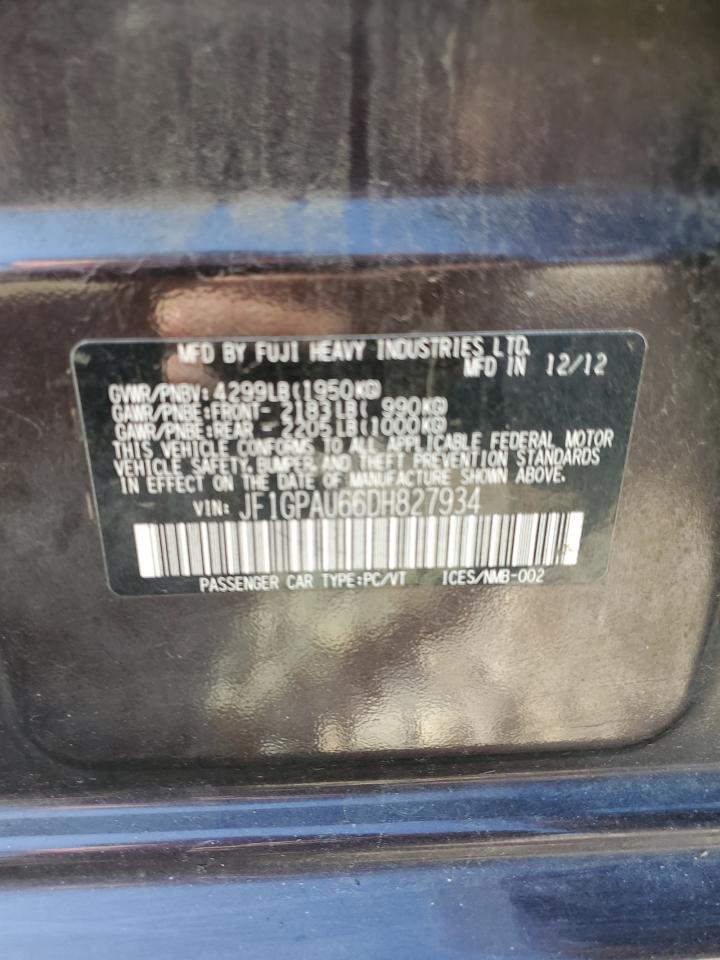 MFD BY FUJI HEAVY INDUSTRIES LTD.
MFD IN 12/12
GVWR/PNBV: 4299LB(1950KG)
GAWR/PNBE:FRONT- 2183LB( 990KG)
GAWR/PNBE:REAR - 2205LB(1000KG)
THIS VEHICLE CONFORMS TO ALL APPLICABLE FEDERAL MOTOR
VEHICLE SAFETY,BUMPER,AND THEFT PREVENTION STANDARDS
IN EFFECT ON THE DATE OF MANUFACTURE SHOWN ABOVE.
VIN: JF1GPAU66DH827934
PASSENGER CAR TYPE:PC/VT ICES/NMB-002